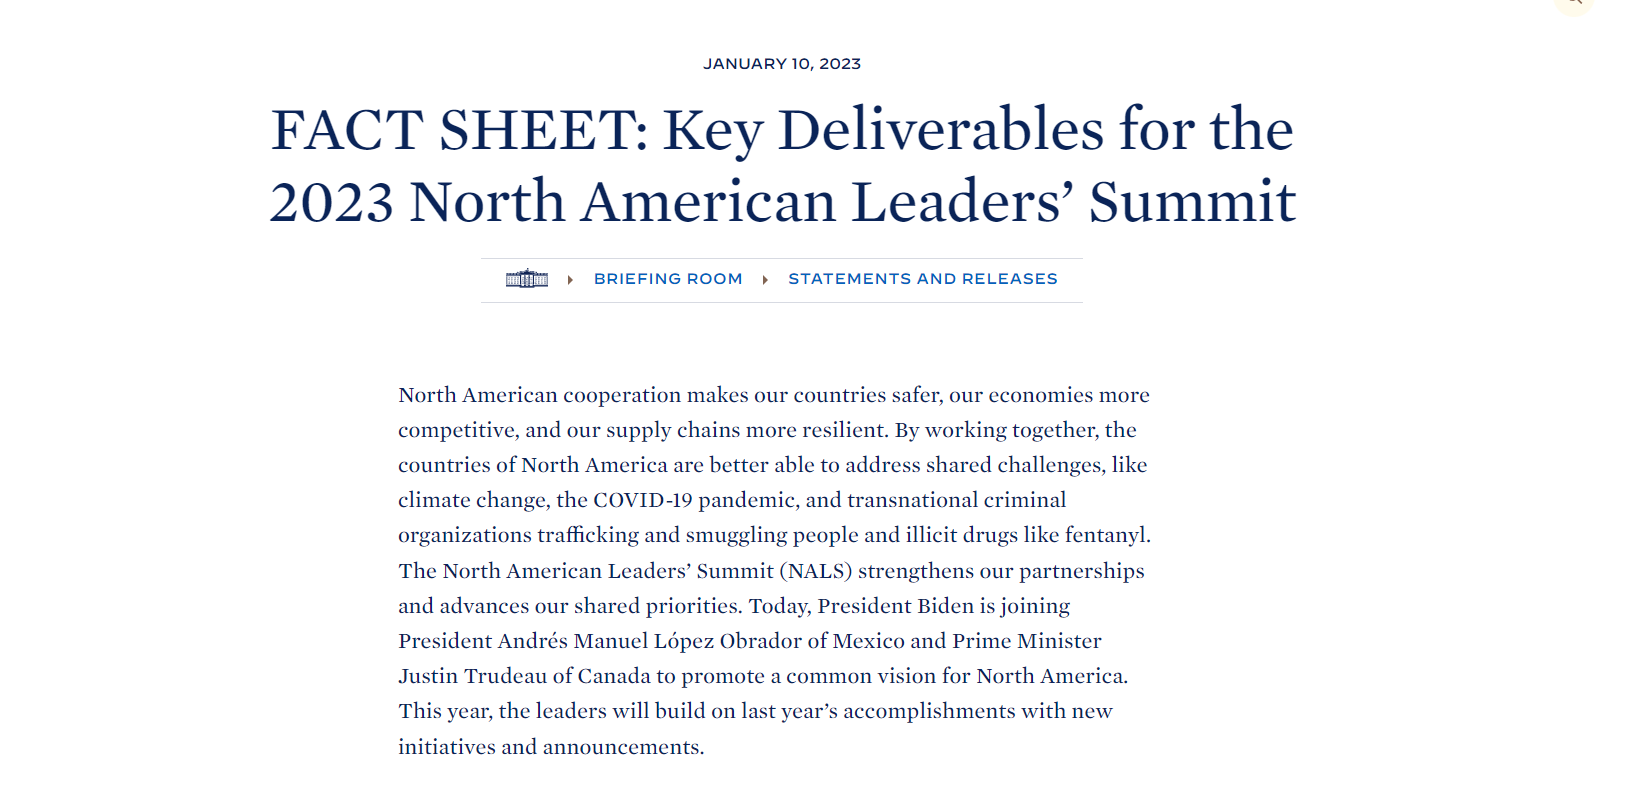 JANUARY 10, 2023
FACT SHEET: Key Deliverables for the
2023 North American Leaders’ Summit
BRIEFING ROOM STATEMENTS AND RELEASES
North American cooperation makes our countries safer, our economies more
competitive, and our supply chains more resilient. By working together, the
countries of North America are better able to address shared challenges, like
climate change, the COVID-19 pandemic, and transnational criminal
organizations trafficking and smuggling people and illicit drugs like fentanyl.
The North American Leaders’ Summit (NALS) strengthens our partnerships
and advances our shared priorities. Today, President Biden is joining
President Andrés Manuel López Obrador of Mexico and Prime Minister
Justin Trudeau of Canada to promote a common vision for North America.
This year, the leaders will build on last year’s accomplishments with new
initiatives and announcements.